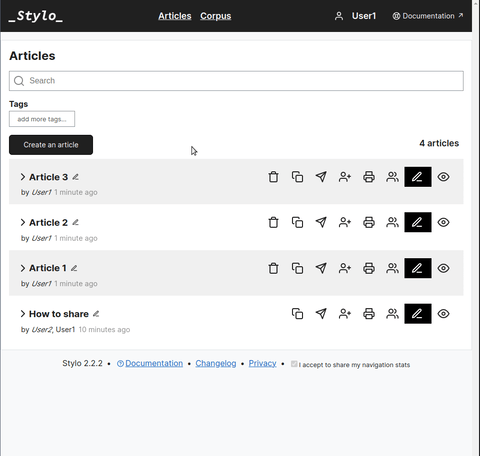 _Stylo_ Articles Corpus User1 Documentation ↗
Articles
Search
Tags
add more tags...
Create an article 4 articles
Article 3
by User1 1 minute ago
Article 2
by User1 1 minute ago
Article 1
by User1 1 minute ago
How to share
by User2, User1 10 minutes ago
Stylo 2.2.2 • Documentation • Changelog • Privacy • I accept to share my navigation stats